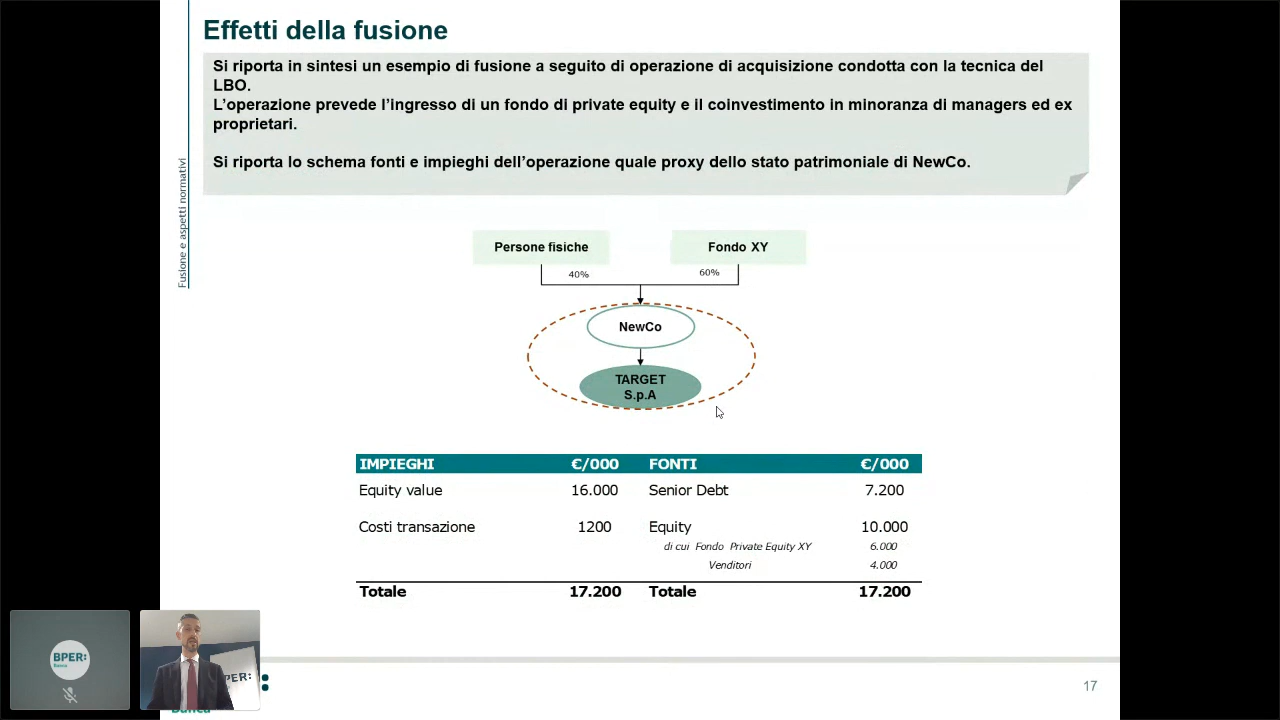 Effetti della fusione
Si riporta in sintesi un esempio di fusione a seguito di operazione di acquisizione condotta con la tecnica del
LBO.
L’operazione prevede l’ingresso di un fondo di private equity e il coinvestimento in minoranza di managers ed ex
proprietari.
Si riporta lo schema fonti e impieghi dell’operazione quale proxy dello stato patrimoniale di NewCo.
Fusione e aspetti normativi
Persone fisiche
Fondo XY
40%
60%
NewCo
TARGET
S.p.A
IMPIEGHI €/000 FONTI €/000
Equity value 16.000 Senior Debt 7.200
Costi transazione 1200 Equity 10.000
di cui Fondo Private Equity XY 6.000
Venditori 4.000
Totale 17.200 Totale 17.200
BPER:
Banca
PER:
Banca
17